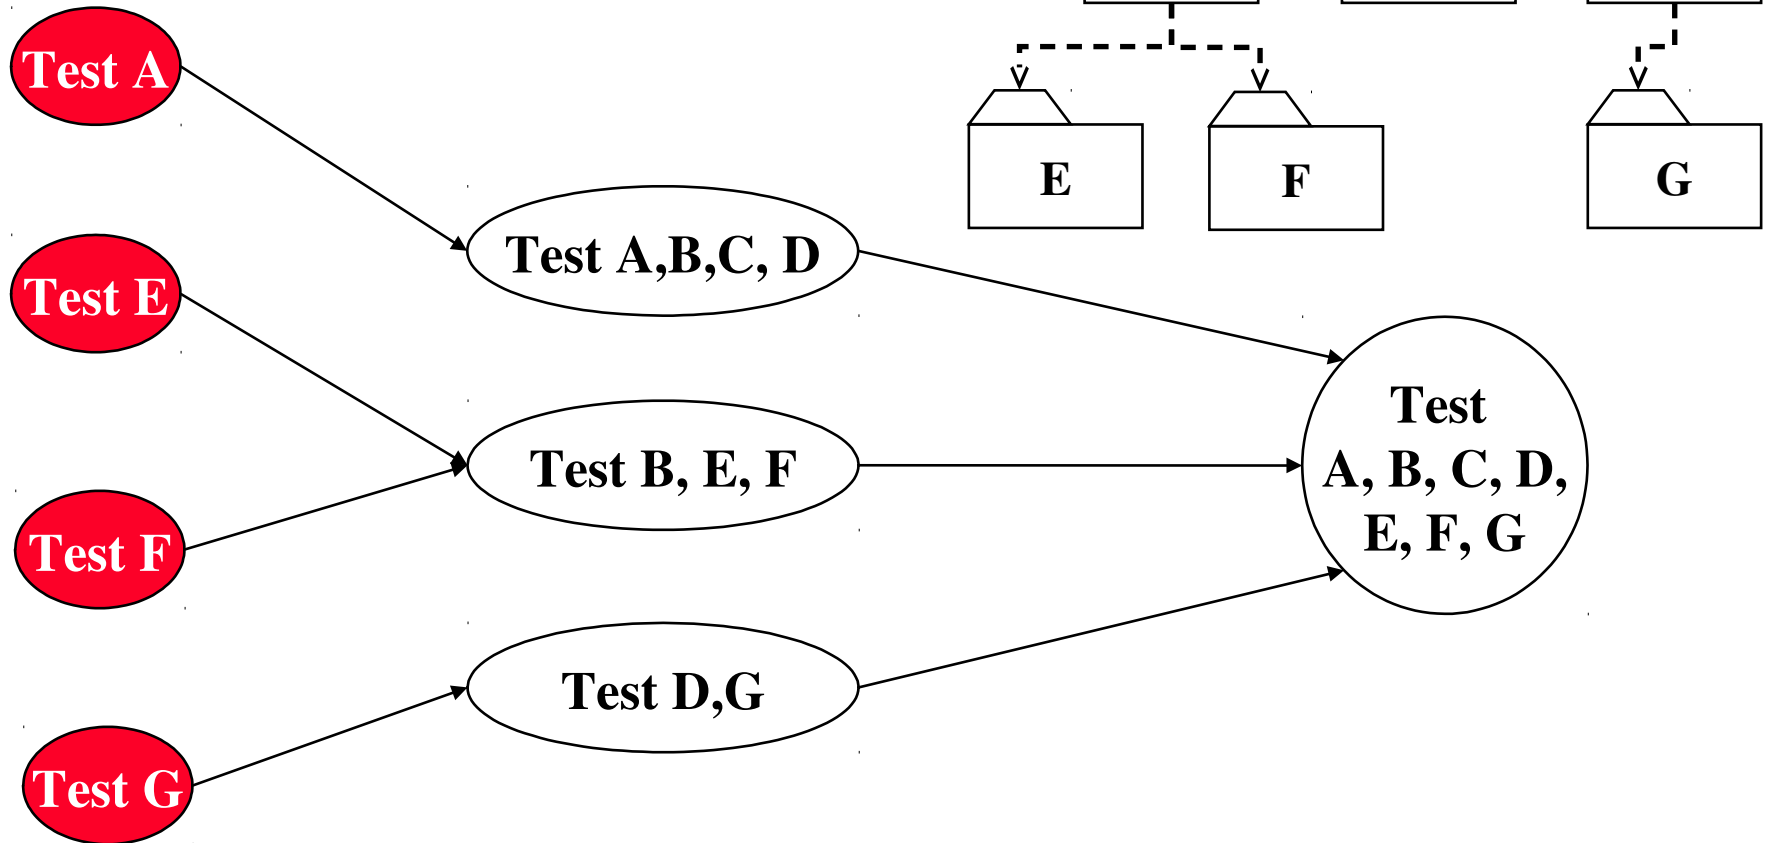 Test A
E
F
G
Test A,B,C, D
Test E
Test
A, B, C, D,
E, F, G
Test B, E, F
Test F
Test D,G
Test G